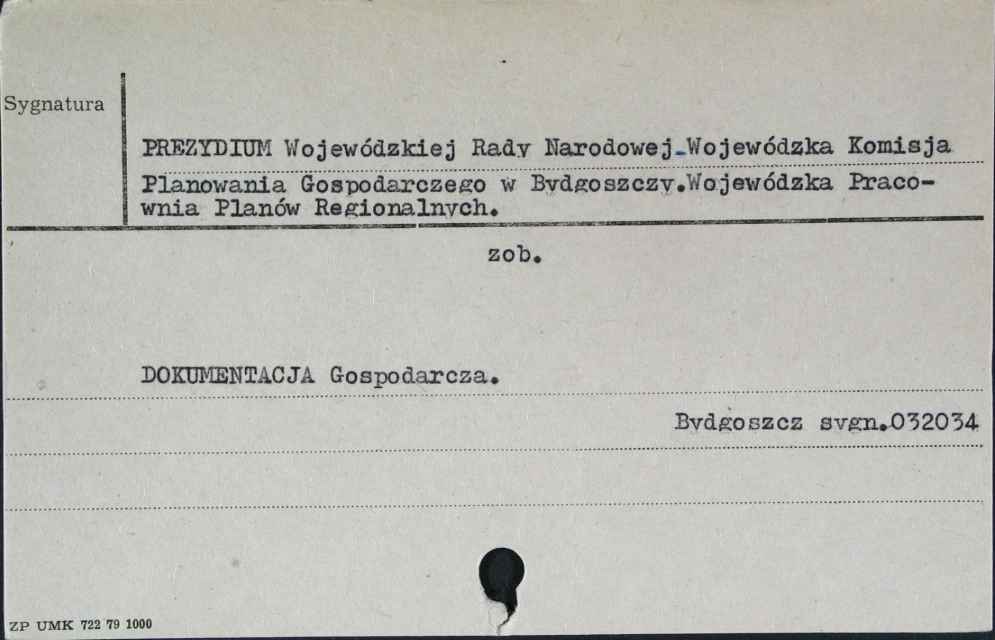 Sygnatura
PREZYDIUM Wojewódzkiej Rady Narodowej-Wojewódzka Komisja
Planowania Gospodarczego w Bydgoszczy.Wojewódzka Praco-
wnia Planów Regionalnych.
zob.
DOKUMENTACJA Gospodarcza.
Bydgoszcz sygn.032034
ZP UMK 722 79 1000